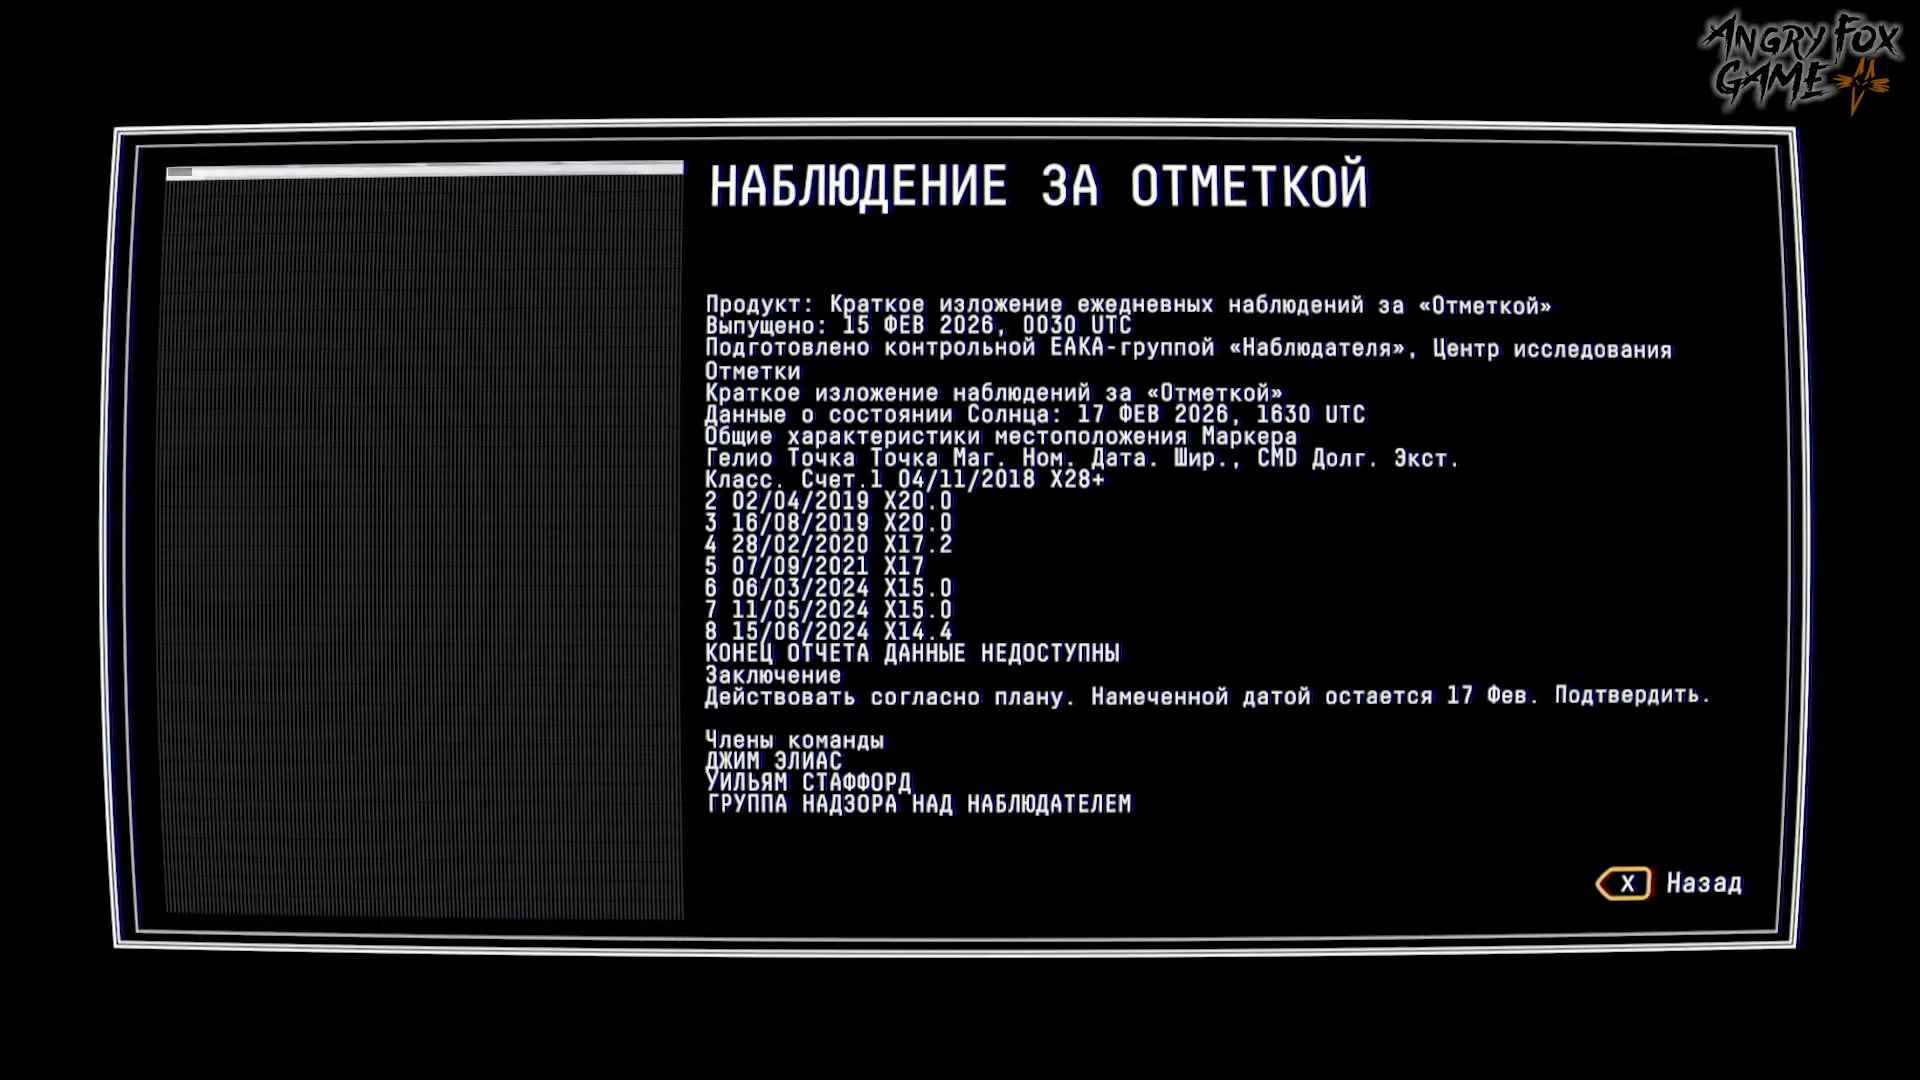 ANGRY FOX
GAME
НАБЛЮДЕНИЕ ЗА ОТМЕТКОЙ
Продукт: Краткое изложение ежедневных наблюдений за «Отметкой»
Выпущено: 15 ФЕВ 2026, 0030 UTC
Подготовлено контрольной ЕАКА-группой «Наблюдателя», Центр исследования
Отметки
Краткое изложение наблюдений за «Отметкой»
Данные о состоянии Солнца: 17 ФЕВ 2026, 1630 UTC
Общие характеристики местоположения Маркера
Гелио Точка Точка Маг. Ном. Дата. Шир., CMD Долг. Экст.
Класс. Счет.1 04/11/2018 X28+
2 02/04/2019 X20.0
3 16/08/2019 X20.0
4 28/02/2020 X17.2
5 07/09/2021 X17
6 06/03/2024 X15.0
7 11/05/2024 X15.0
8 15/06/2024 X14.4
КОНЕЦ ОТЧЕТА ДАННЫЕ НЕДОСТУПНЫ
Заключение
Действовать согласно плану. Намеченной датой остается 17 Фев. Подтвердить.
Члены команды
ДЖИМ ЭЛИАС
УИЛЬЯМ СТАФФОРД
ГРУППА НАДЗОРА НАД НАБЛЮДАТЕЛЕМ
X Назад